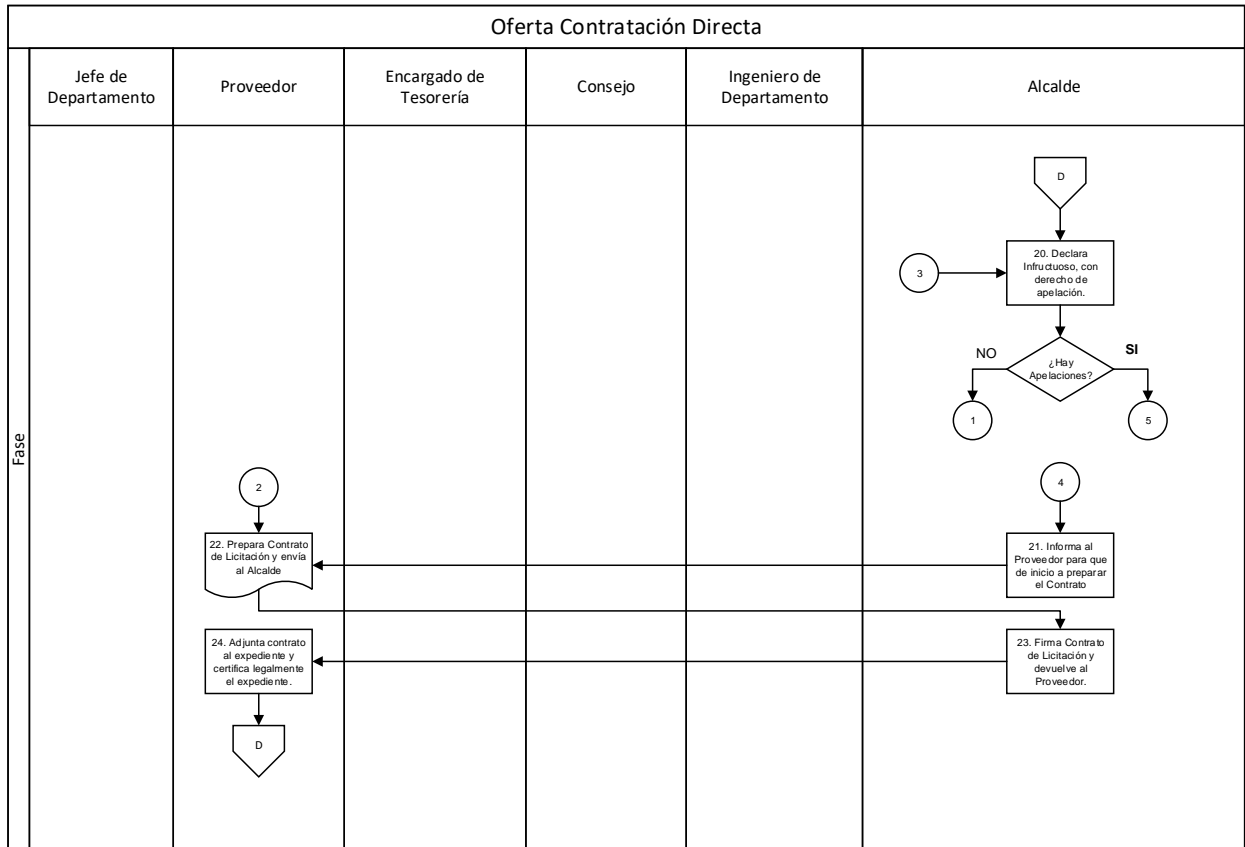 Oferta Contratación Directa
Fase
Jefe de
Departamento
Proveedor
Encargado de
Tesorería
Consejo
Ingeniero de
Departamento
Alcalde
D
3
20. Declara
Infructuoso, con
derecho de
apelación.
NO
¿Hay
Apelaciones?
SI
1
5
2
4
22. Prepara Contrato
de Licitación y envía
al Alcalde
21. Informa al
Proveedor para que
de inicio a preparar
el Contrato
24. Adjunta contrato
al expediente y
certifica legalmente
el expediente.
23. Firma Contrato
de Licitación y
devuelve al
Proveedor.
D